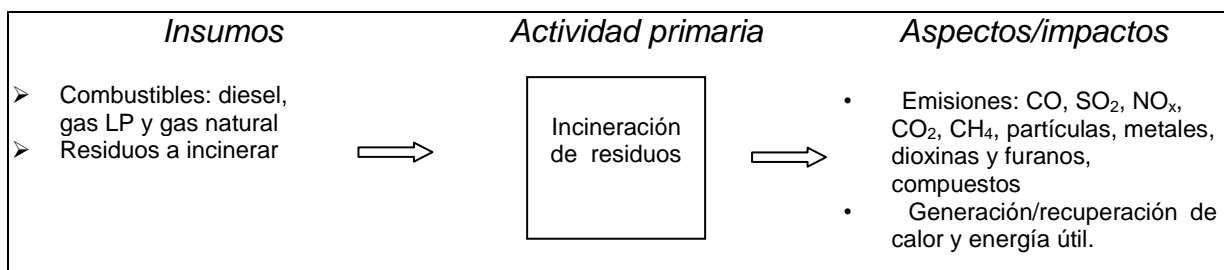 Insumos
Actividad primaria
Aspectos/impactos
➢ Combustibles: diesel,
gas LP y gas natural
➢ Residuos a incinerar
Incineración
de residuos
• Emisiones: CO, SO₂, NOₓ,
CO₂, CH₄, partículas, metales,
dioxinas y furanos,
compuestos
• Generación/recuperación de
calor y energía útil.